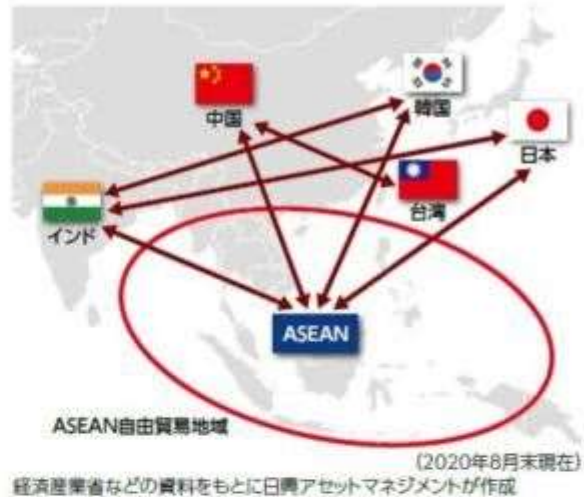 中国
韓国
日本
台湾
インド
ASEAN
ASEAN自由貿易地域
(2020年8月末現在)
経済産業省などの資料をもとに日興アセットマネジメントが作成